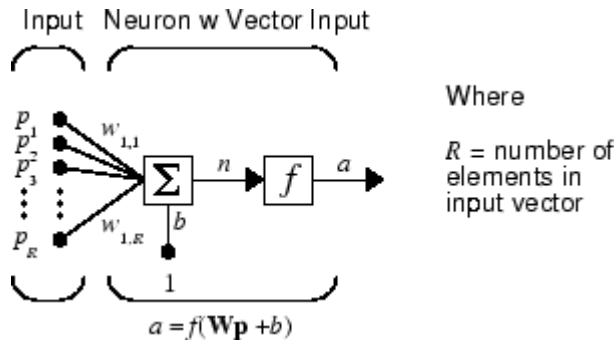 Input
Neuron w Vector Input
p1
p2
p3
pR
w1,1
w1,R
Σ
n
f
a
b
1
a = f(Wp + b)
Where
R = number of
elements in
input vector